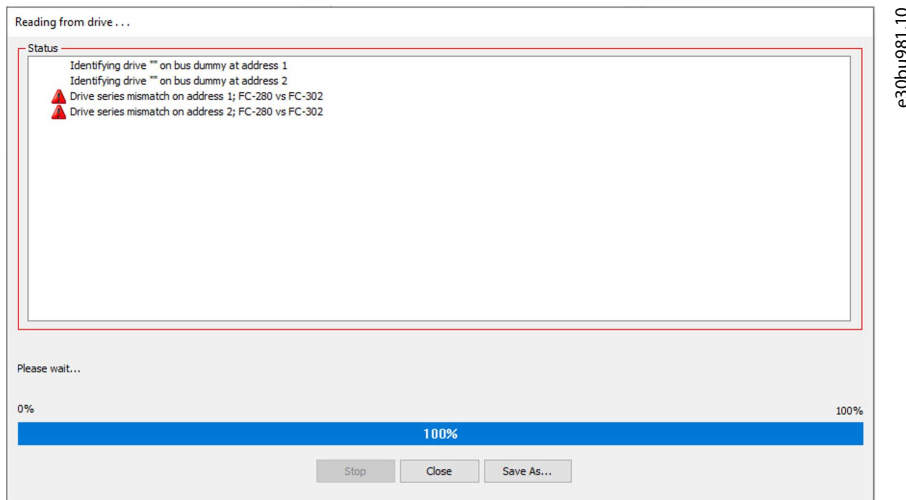 Reading from drive . . .
Status
Identifying drive "" on bus dummy at address 1
Identifying drive "" on bus dummy at address 2
Drive series mismatch on address 1; FC-280 vs FC-302
Drive series mismatch on address 2; FC-280 vs FC-302
Please wait...
0%
100%
100%
Stop
Close
Save As...
e30bu981.10